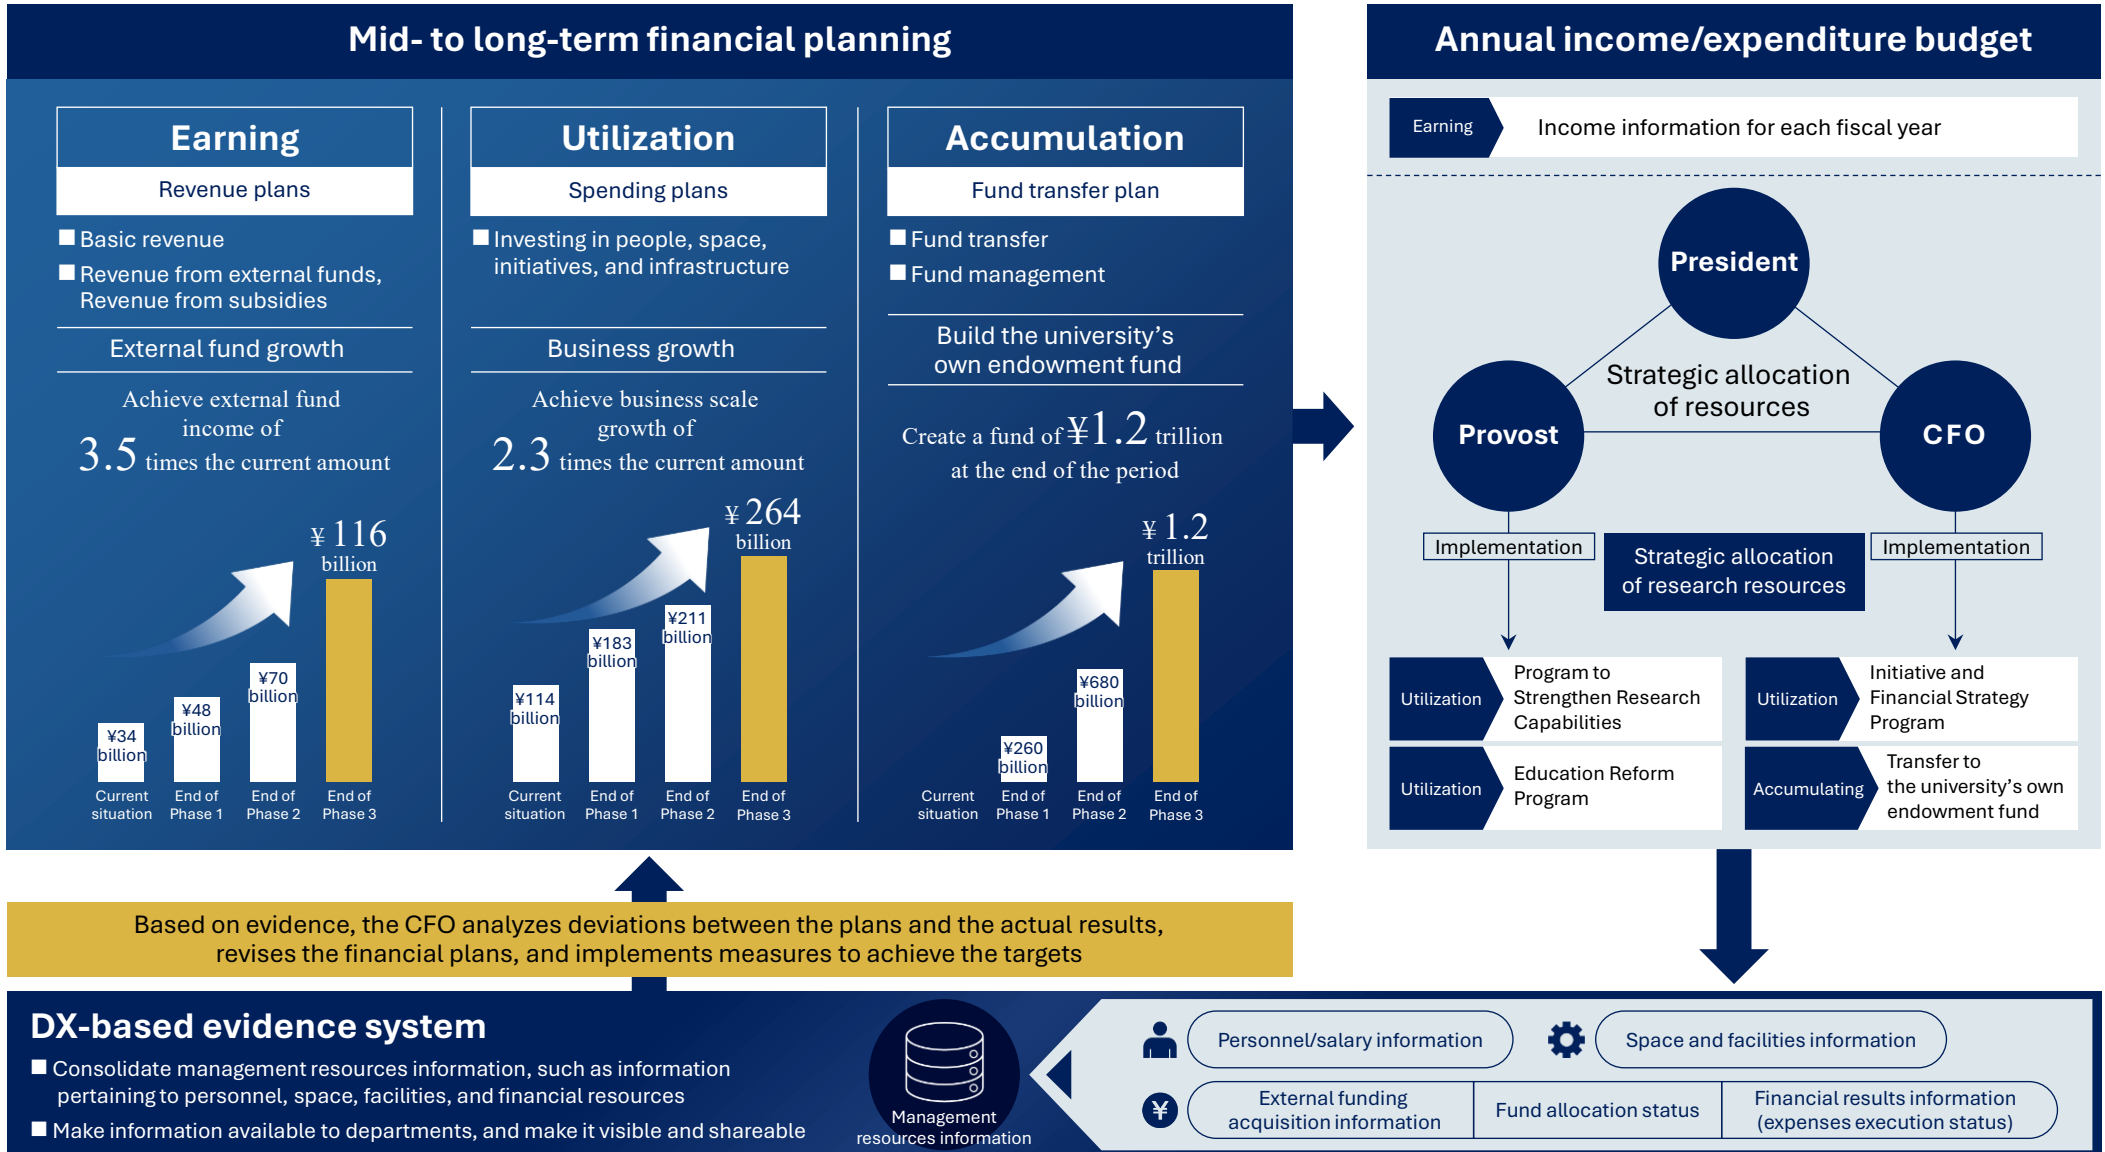 Mid- to long-term financial planning
Earning
Revenue plans
Basic revenue
Revenue from external funds,
Revenue from subsidies
External fund growth
Achieve external fund
income of
3.5 times the current amount
¥ 116
billion
¥70
billion
¥48
billion
¥34
billion
Current
situation
End of
Phase 1
End of
Phase 2
End of
Phase 3
Utilization
Spending plans
Investing in people, space,
initiatives, and infrastructure
Business growth
Achieve business scale
growth of
2.3 times the current amount
¥ 264
billion
¥211
billion
¥183
billion
¥114
billion
Current
situation
End of
Phase 1
End of
Phase 2
End of
Phase 3
Accumulation
Fund transfer plan
Fund transfer
Fund management
Build the university’s
own endowment fund
Create a fund of ¥1.2 trillion
at the end of the period
¥ 1.2
trillion
¥680
billion
¥260
billion
Current
situation
End of
Phase 1
End of
Phase 2
End of
Phase 3
Annual income/expenditure budget
Earning
Income information for each fiscal year
President
Strategic allocation
of resources
Provost
CFO
Implementation
Strategic allocation
of research resources
Implementation
Utilization
Program to
Strengthen Research
Capabilities
Utilization
Initiative and
Financial Strategy
Program
Utilization
Education Reform
Program
Accumulating
Transfer to
the university’s own
endowment fund
Based on evidence, the CFO analyzes deviations between the plans and the actual results,
revises the financial plans, and implements measures to achieve the targets
DX-based evidence system
Consolidate management resources information, such as information
pertaining to personnel, space, facilities, and financial resources
Make information available to departments, and make it visible and shareable
Management
resources information
Personnel/salary information
Space and facilities information
¥
External funding
acquisition information
Fund allocation status
Financial results information
(expenses execution status)